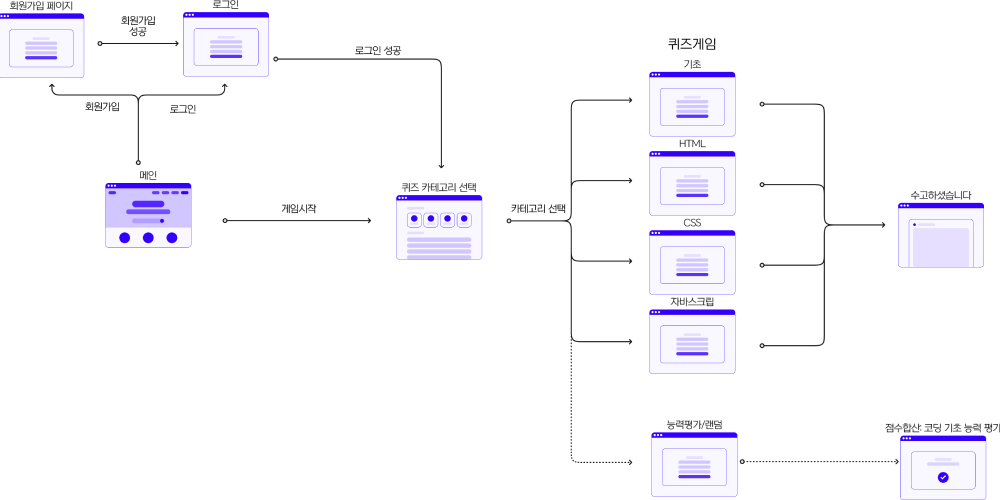 회원가입 페이지
로그인
회원가입
성공
로그인 성공
퀴즈게임
기초
회원가입
로그인
HTML
메인
퀴즈 카테고리 선택
게임시작
카테고리 선택
수고하셨습니다
CSS
자바스크립
능력평가/랜덤
점수합산: 코딩 기초 능력 평가